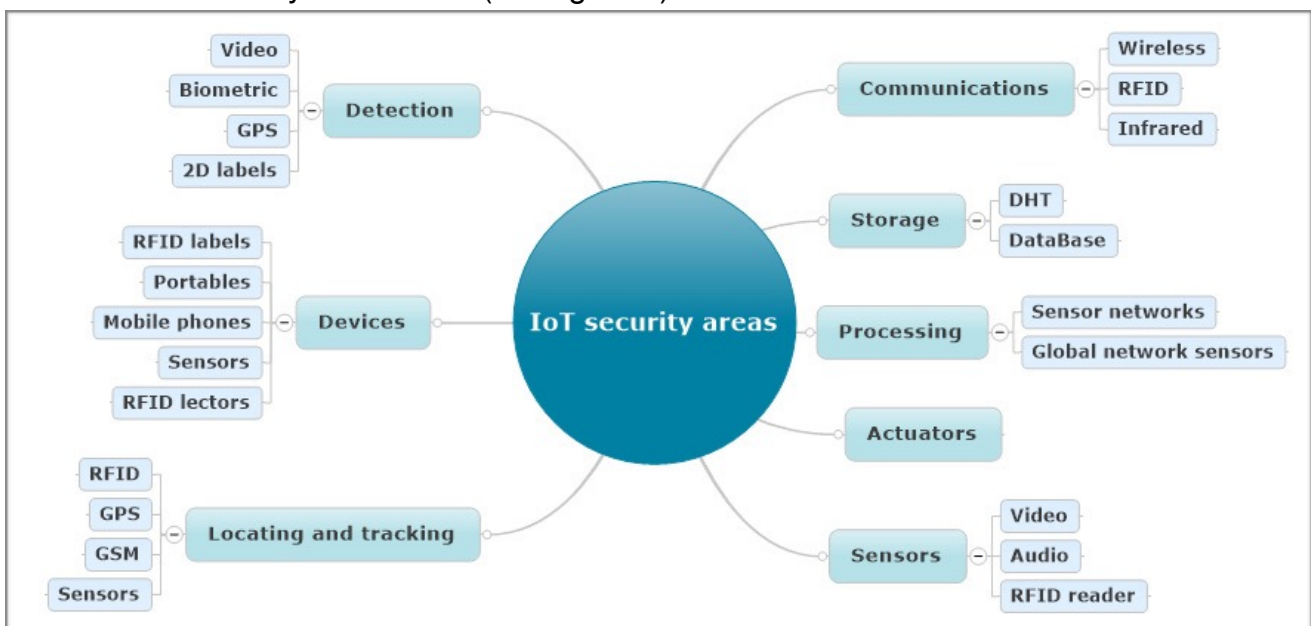 Video
Biometric
GPS
2D labels
Detection
RFID labels
Portables
Mobile phones
Sensors
RFID lectors
Devices
RFID
GPS
GSM
Sensors
Locating and tracking
IoT security areas
Communications
Wireless
RFID
Infrared
Storage
DHT
DataBase
Processing
Sensor networks
Global network sensors
Actuators
Sensors
Video
Audio
RFID reader